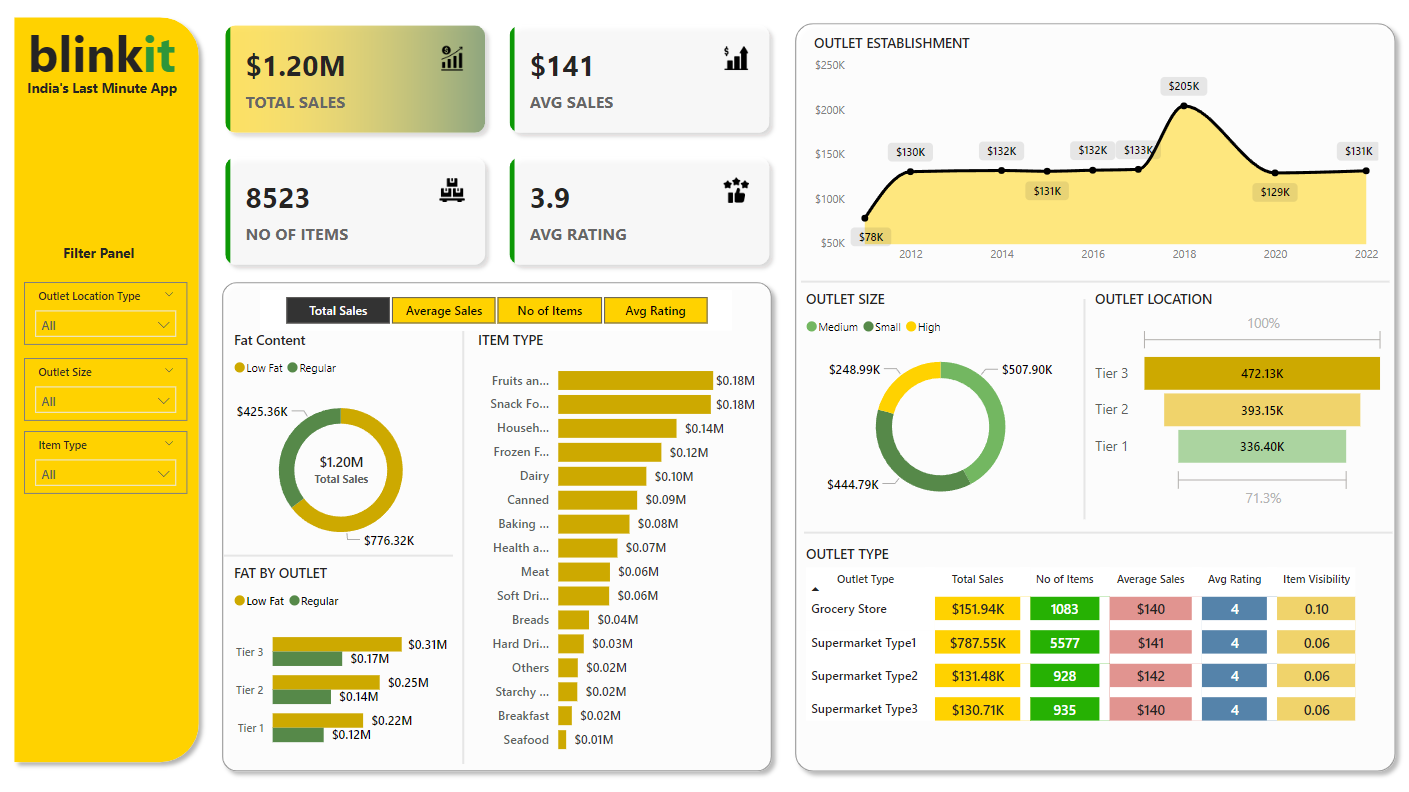 blinkit
India's Last Minute App
Filter Panel
Outlet Location Type
All
Outlet Size
All
Item Type
All
$1.20M
TOTAL SALES
$141
AVG SALES
8523
NO OF ITEMS
3.9
AVG RATING
Total Sales Average Sales No of Items Avg Rating
Fat Content
Low Fat Regular
$425.36K
$1.20M
Total Sales
$776.32K
FAT BY OUTLET
Low Fat Regular
Tier 3 $0.31M
$0.17M
Tier 2 $0.25M
$0.14M
Tier 1 $0.22M
$0.12M
ITEM TYPE
Fruits an... $0.18M
Snack Fo... $0.18M
Househ... $0.14M
Frozen F... $0.12M
Dairy $0.10M
Canned $0.09M
Baking ... $0.08M
Health a... $0.07M
Meat $0.06M
Soft Dri... $0.06M
Breads $0.04M
Hard Dri... $0.03M
Others $0.02M
Starchy ... $0.02M
Breakfast $0.02M
Seafood $0.01M
OUTLET ESTABLISHMENT
$250K
$200K
$150K
$100K
$50K
$78K
$130K
$132K
$131K
$132K
$133K
$205K
$129K
$131K
2012 2014 2016 2018 2020 2022
OUTLET SIZE
Medium Small High
$248.99K
$507.90K
$444.79K
OUTLET LOCATION
100%
Tier 3 472.13K
Tier 2 393.15K
Tier 1 336.40K
71.3%
OUTLET TYPE
Outlet Type Total Sales No of Items Average Sales Avg Rating Item Visibility
Grocery Store $151.94K 1083 $140 4 0.10
Supermarket Type1 $787.55K 5577 $141 4 0.06
Supermarket Type2 $131.48K 928 $142 4 0.06
Supermarket Type3 $130.71K 935 $140 4 0.06